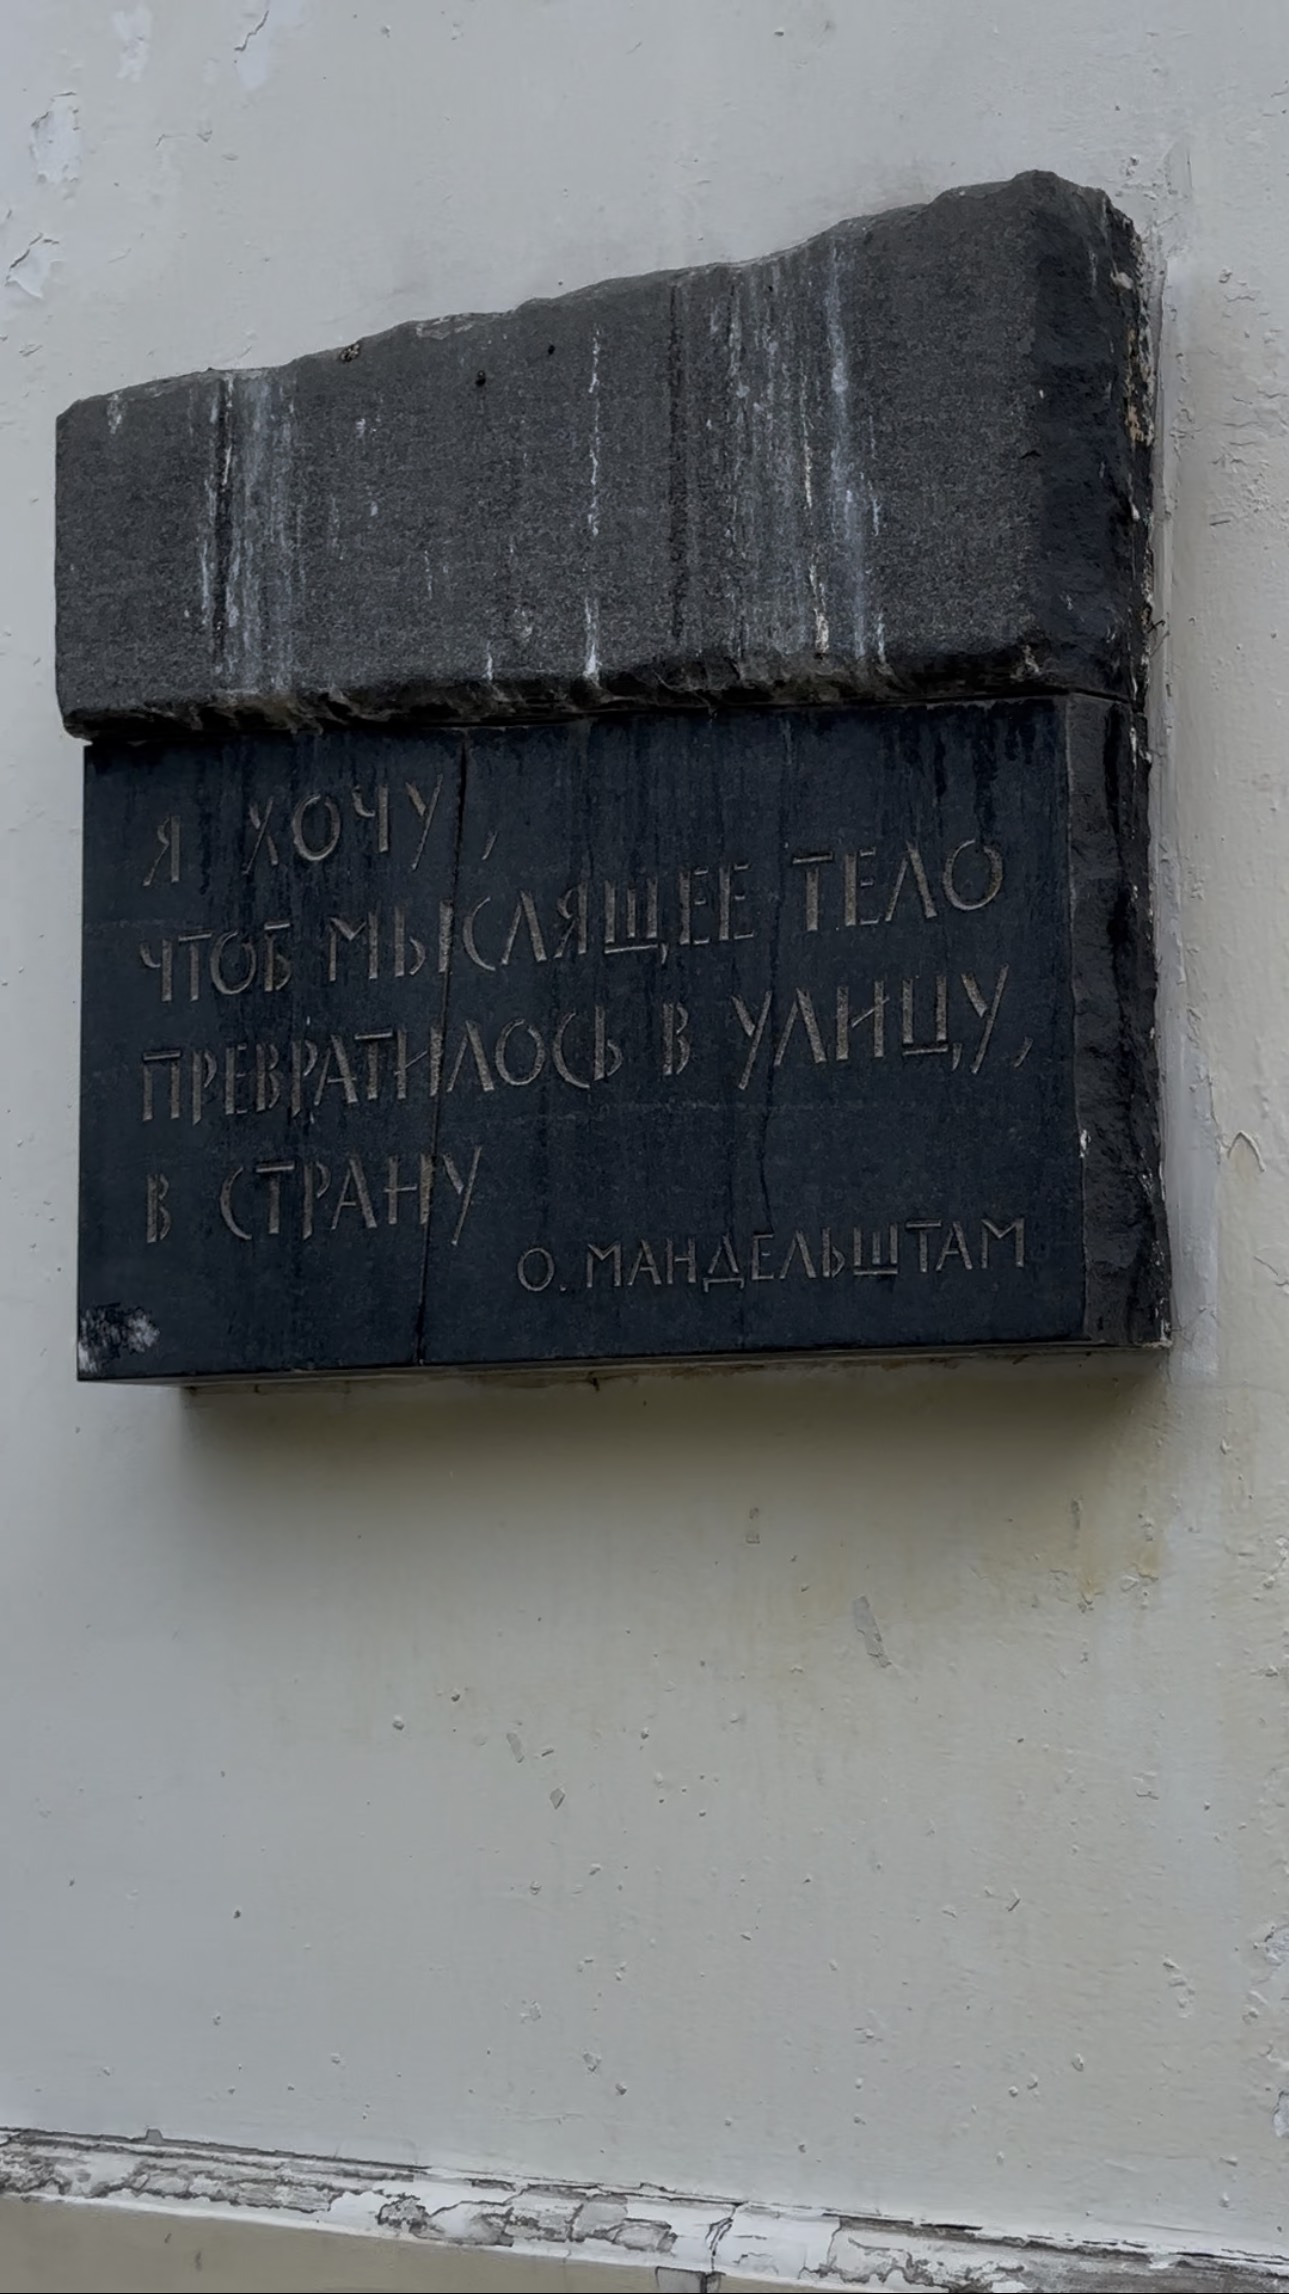 Я ХОЧУ,
ЧТОБ МЫСЛЯЩЕЕ ТЕЛО
ПРЕВРАТИЛОСЬ В УЛИЦУ,
В СТРАНУ
О. МАНДЕЛЬШТАМ